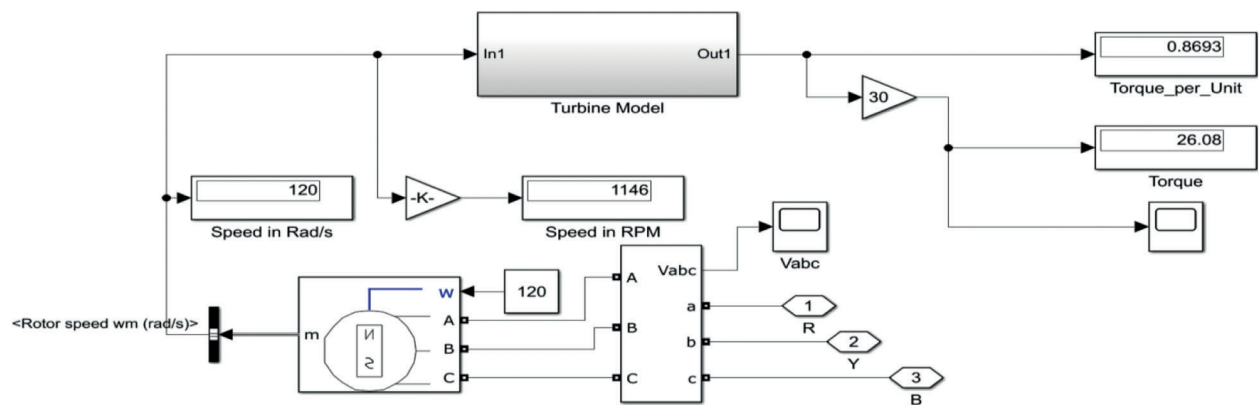 In1
Out1
Turbine Model
0.8693
Torque_per_Unit
30
26.08
Torque
120
Speed in Rad/s
-K-
1146
Speed in RPM
Vabc
<Rotor speed wm (rad/s)>
m
w
A
B
C
N
S
120
A
B
C
Vabc
a
b
c
1
R
2
Y
3
B